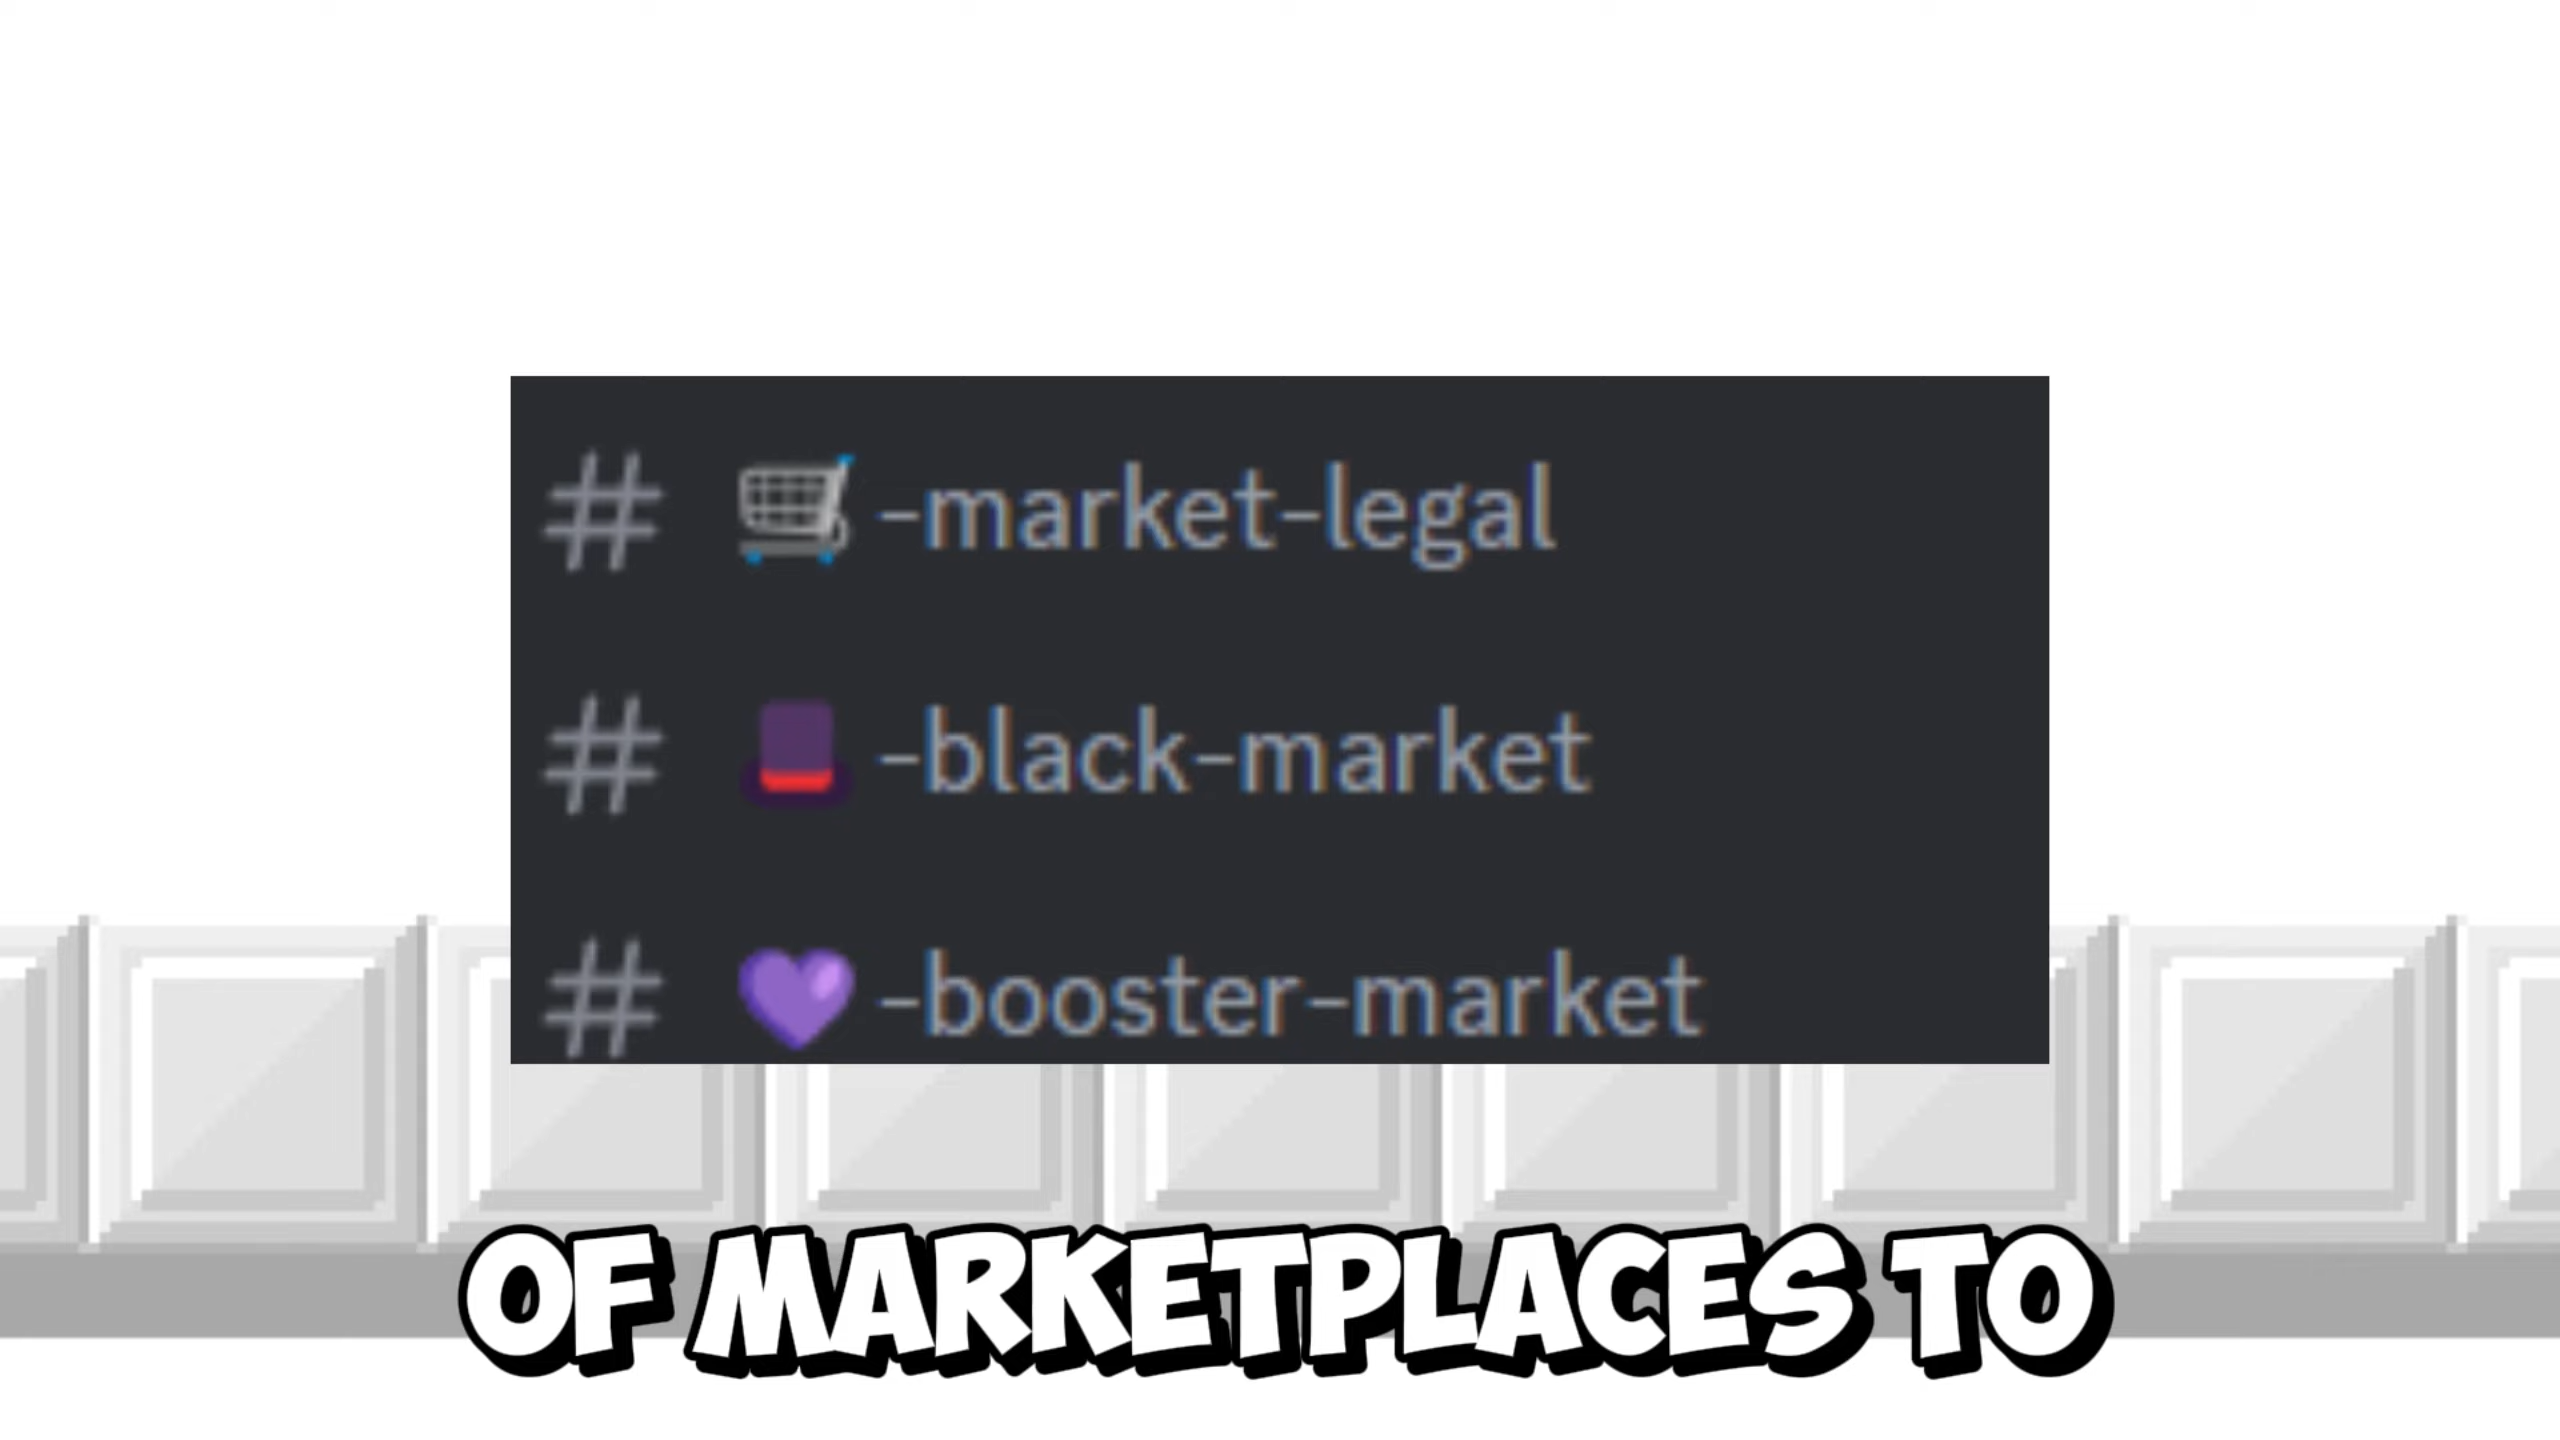 # 🛒-market-legal
# 🎩-black-market
# 💜-booster-market
OF MARKETPLACES TO